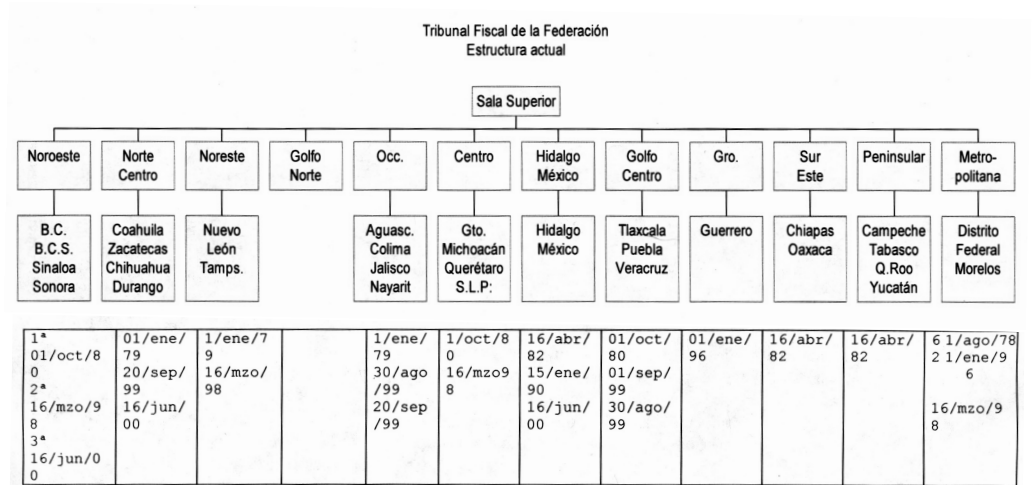 Tribunal Fiscal de la Federación
Estructura actual
Sala Superior
Noroeste
Norte
Centro
Noreste
Golfo
Norte
Occ.
Centro
Hidalgo
México
Golfo
Centro
Gro.
Sur
Este
Peninsular
Metro-
politana
B.C.
B.C.S.
Sinaloa
Sonora
Coahuila
Zacatecas
Chihuahua
Durango
Nuevo
León
Tamps.
Aguasc.
Colima
Jalisco
Nayarit
Gto.
Michoacán
Querétaro
S.L.P:
Hidalgo
México
Tlaxcala
Puebla
Veracruz
Guerrero
Chiapas
Oaxaca
Campeche
Tabasco
Q.Roo
Yucatán
Distrito
Federal
Morelos
1ª
01/oct/8
0
2ª
16/mzo/9
8
3ª
16/jun/0
0
01/ene/
79
20/sep/
99
16/jun/
00
1/ene/7
9
16/mzo/
98
1/ene/
79
30/ago
/99
20/sep
/99
1/oct/8
0
16/mzo9
8
16/abr/
82
15/ene/
90
16/jun/
00
01/oct/
80
01/sep/
99
30/ago/
99
01/ene/
96
16/abr/
82
16/abr/
82
6 1/ago/78
2 1/ene/9
6
16/mzo/9
8